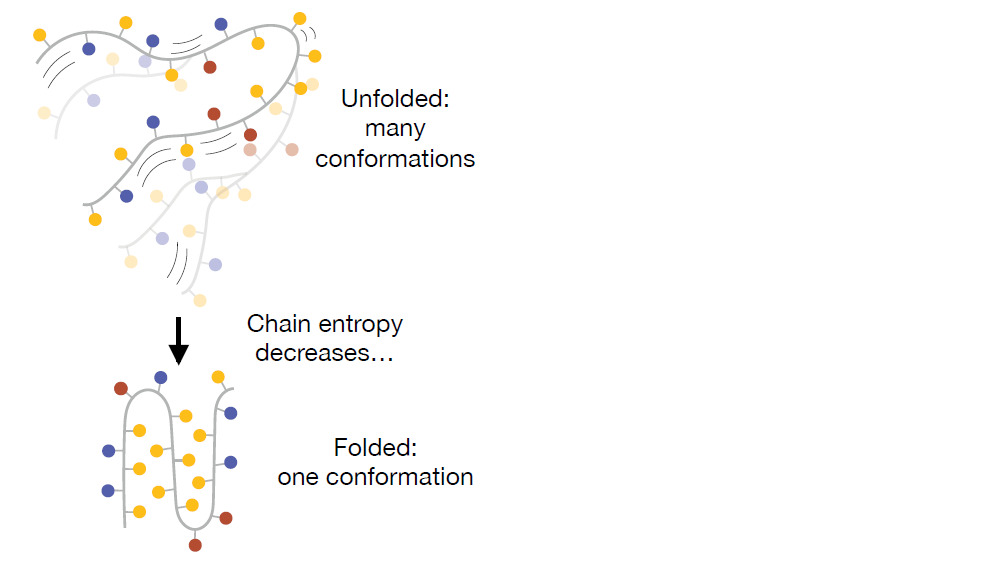 Unfolded:
many
conformations
Chain entropy
decreases…
Folded:
one conformation